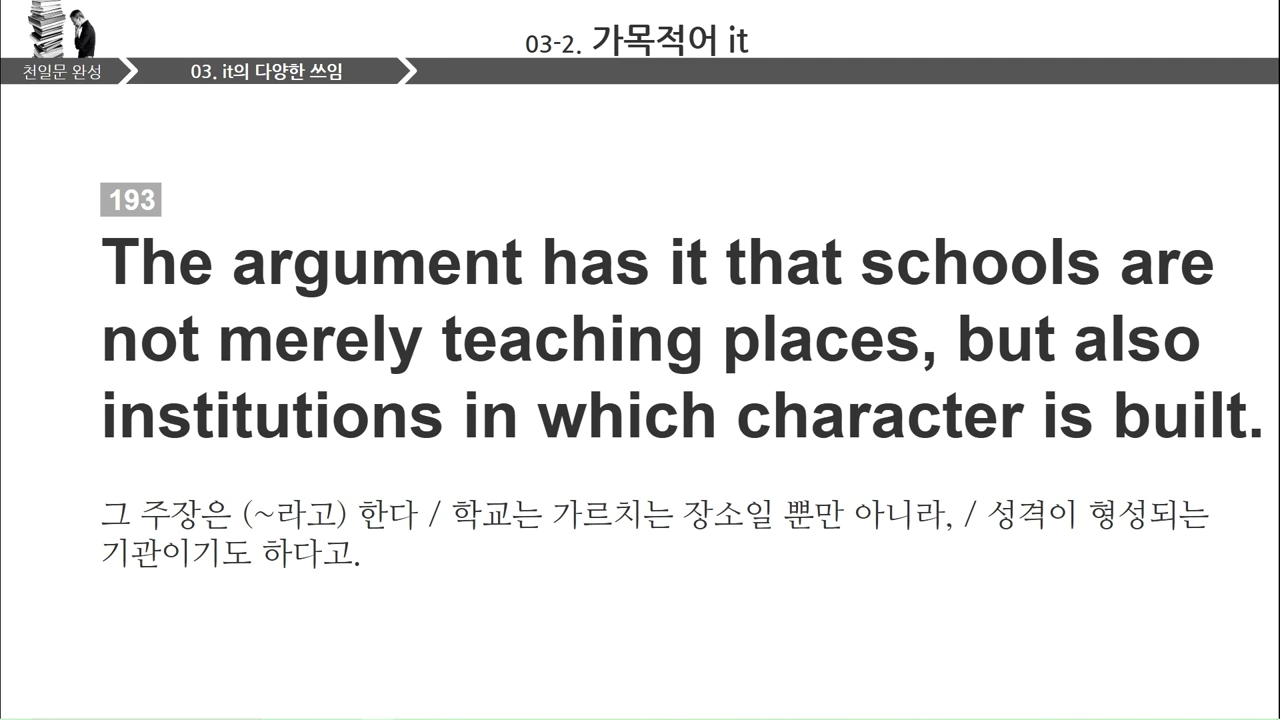 03-2. 가목적어 it
천일문 완성
03. it의 다양한 쓰임
193
The argument has it that schools are
not merely teaching places, but also
institutions in which character is built.
그 주장은 (~라고) 한다 / 학교는 가르치는 장소일 뿐만 아니라, / 성격이 형성되는
기관이기도 하다고.